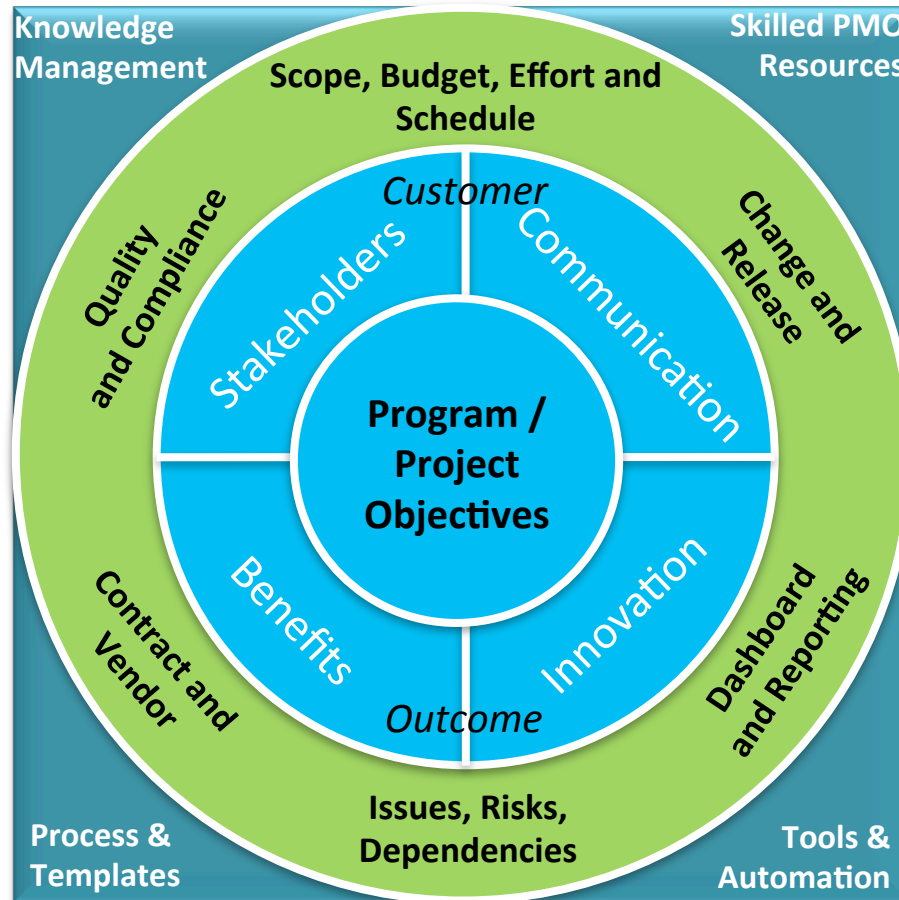 Knowledge
Management
Skilled PMO
Resources
Scope, Budget, Effort and
Schedule
Customer
Quality
and Compliance
Stakeholders
Communication
Change and
Release
Program /
Project
Objectives
Contract and
Vendor
Benefits
Innovation
Dashboard
and Reporting
Outcome
Issues, Risks,
Dependencies
Process &
Templates
Tools &
Automation